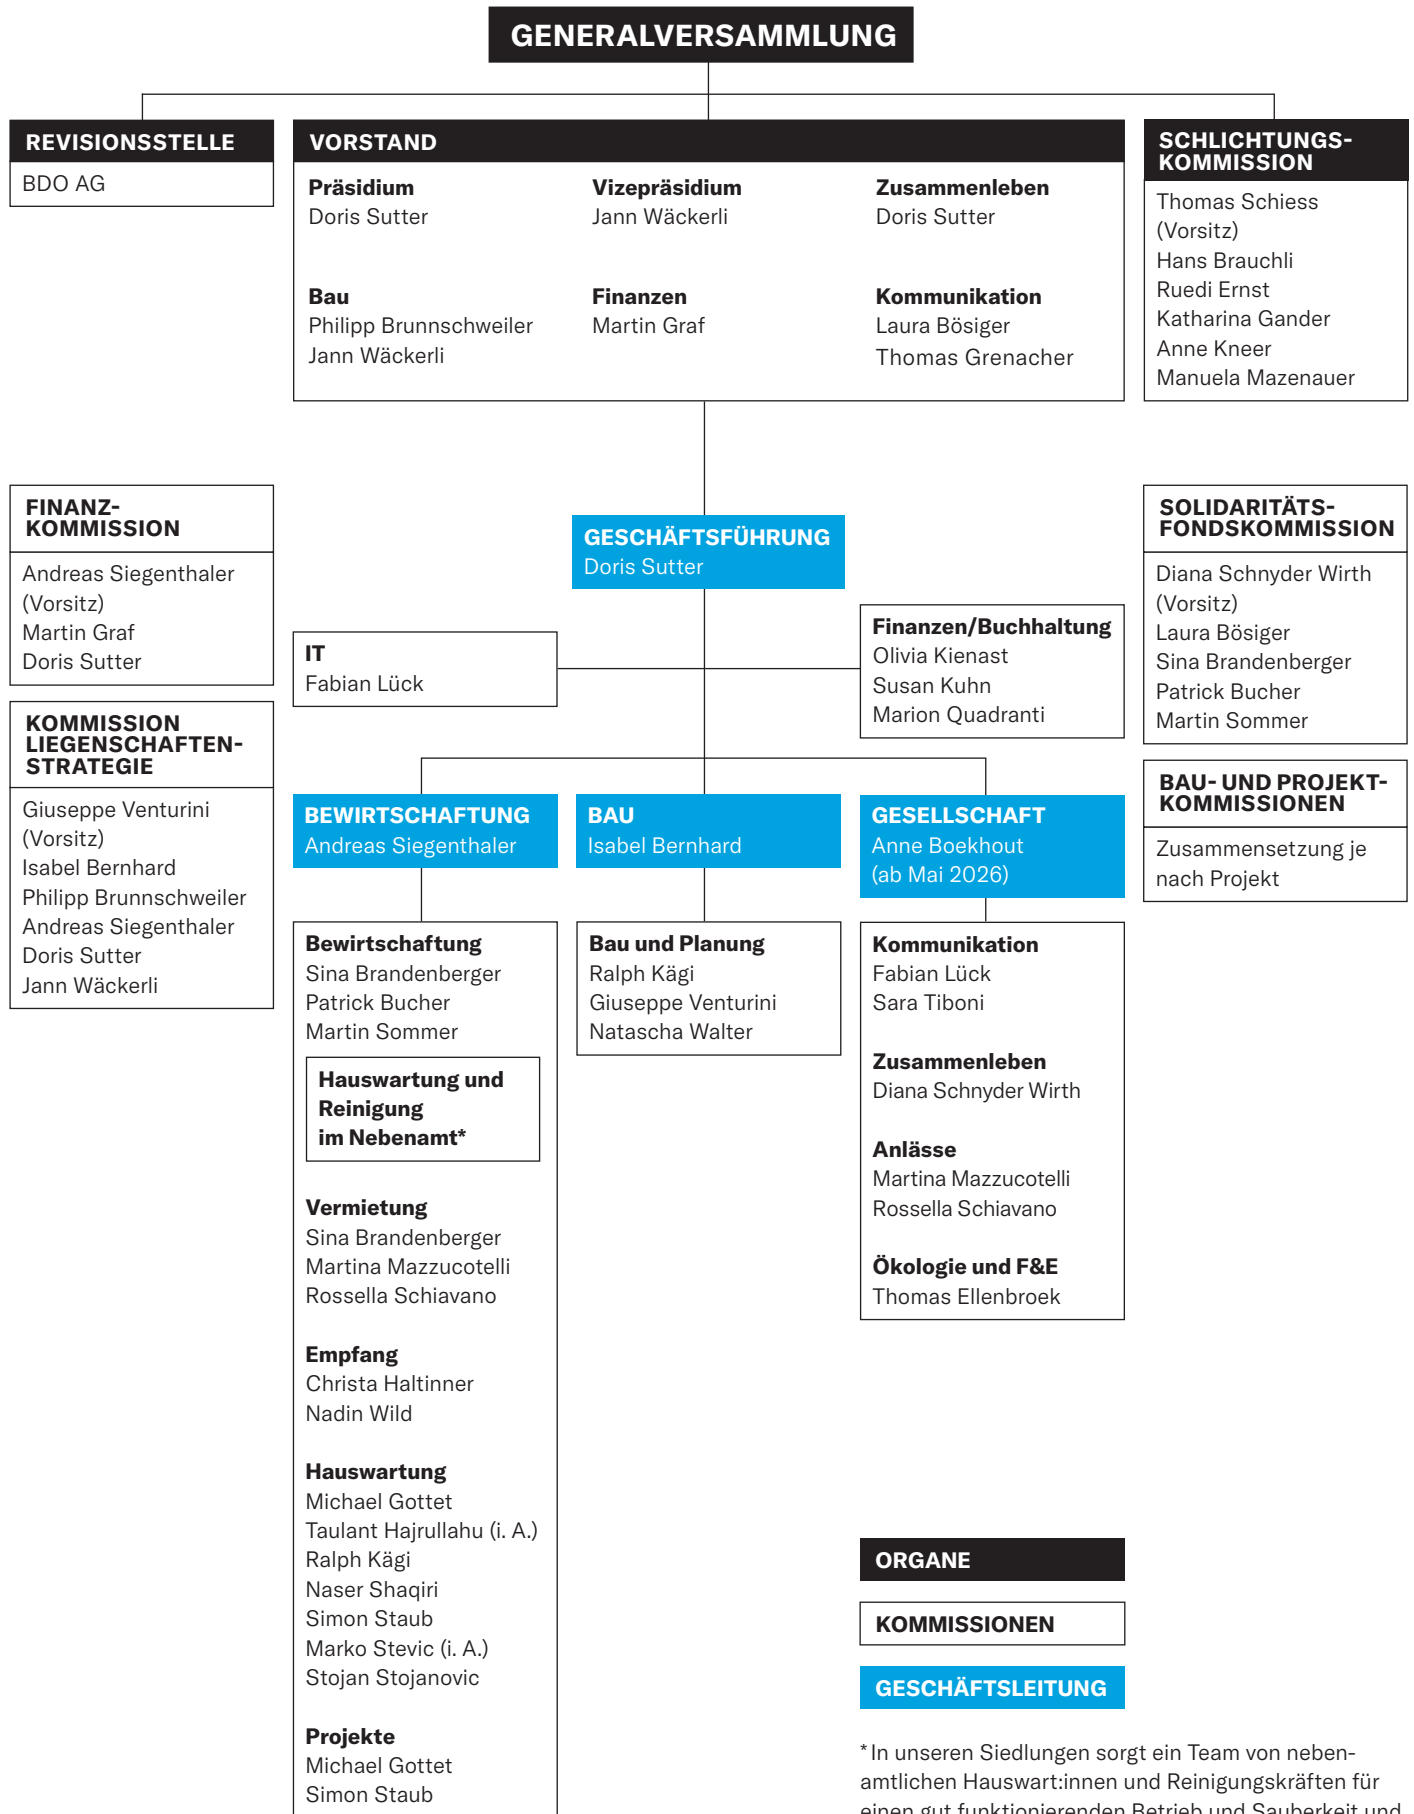 GENERALVERSAMMLUNG
REVISIONSSTELLE
BDO AG
VORSTAND
Präsidium
Doris Sutter
Vizepräsidium
Jann Wäckerli
Zusammenleben
Doris Sutter
Bau
Philipp Brunnschweiler
Jann Wäckerli
Finanzen
Martin Graf
Kommunikation
Laura Bösiger
Thomas Grenacher
SCHLICHTUNGS-
KOMMISSION
Thomas Schiess
(Vorsitz)
Hans Brauchli
Ruedi Ernst
Katharina Gander
Anne Kneer
Manuela Mazenauer
FINANZ-
KOMMISSION
Andreas Siegenthaler
(Vorsitz)
Martin Graf
Doris Sutter
KOMMISSION
LIEGENSCHAFTEN-
STRATEGIE
Giuseppe Venturini
(Vorsitz)
Isabel Bernhard
Philipp Brunnschweiler
Andreas Siegenthaler
Doris Sutter
Jann Wäckerli
GESCHÄFTSFÜHRUNG
Doris Sutter
IT
Fabian Lück
Finanzen/Buchhaltung
Olivia Kienast
Susan Kuhn
Marion Quadranti
SOLIDARITÄTS-
FONDSKOMMISSION
Diana Schnyder Wirth
(Vorsitz)
Laura Bösiger
Sina Brandenberger
Patrick Bucher
Martin Sommer
BAU- UND PROJEKT-
KOMMISSIONEN
Zusammensetzung je
nach Projekt
BEWIRTSCHAFTUNG
Andreas Siegenthaler
Bewirtschaftung
Sina Brandenberger
Patrick Bucher
Martin Sommer
Hauswartung und
Reinigung
im Nebenamt*
Vermietung
Sina Brandenberger
Martina Mazzucotelli
Rossella Schiavano
Empfang
Christa Haltinner
Nadin Wild
Hauswartung
Michael Gottet
Taulant Hajrullahu (i. A.)
Ralph Kägi
Naser Shaqiri
Simon Staub
Marko Stevic (i. A.)
Stojan Stojanovic
Projekte
Michael Gottet
Simon Staub
BAU
Isabel Bernhard
Bau und Planung
Ralph Kägi
Giuseppe Venturini
Natascha Walter
GESELLSCHAFT
Anne Boekhout
(ab Mai 2026)
Kommunikation
Fabian Lück
Sara Tiboni
Zusammenleben
Diana Schnyder Wirth
Anlässe
Martina Mazzucotelli
Rossella Schiavano
Ökologie und F&E
Thomas Ellenbroek
ORGANE
KOMMISSIONEN
GESCHÄFTSLEITUNG
* In unseren Siedlungen sorgt ein Team von neben-
amtlichen Hauswart:innen und Reinigungskräften für
einen gut funktionierenden Betrieb und Sauberkeit und